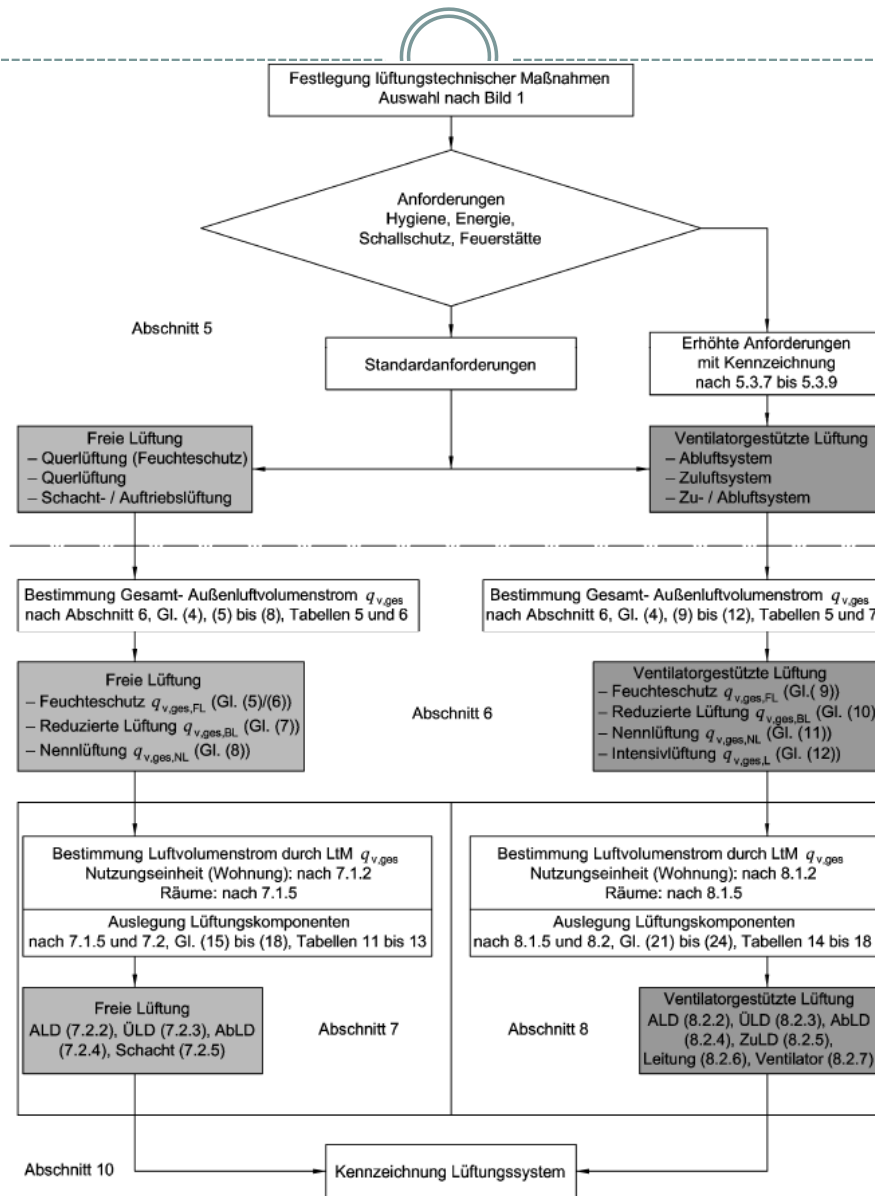 Festlegung lüftungstechnischer Maßnahmen
Auswahl nach Bild 1
Anforderungen
Hygiene, Energie,
Schallschutz, Feuerstätte
Abschnitt 5
Standardanforderungen
Erhöhte Anforderungen
mit Kennzeichnung
nach 5.3.7 bis 5.3.9
Freie Lüftung
– Querlüftung (Feuchteschutz)
– Querlüftung
– Schacht- / Auftriebslüftung
Ventilatorgestützte Lüftung
– Abluftsystem
– Zuluftsystem
– Zu- / Abluftsystem
Bestimmung Gesamt- Außenluftvolumenstrom q v,ges
nach Abschnitt 6, Gl. (4), (5) bis (8), Tabellen 5 und 6
Bestimmung Gesamt- Außenluftvolumenstrom q v,ges
nach Abschnitt 6, Gl. (4), (9) bis (12), Tabellen 5 und 7
Freie Lüftung
– Feuchteschutz q v,ges,FL (Gl. (5)/(6))
– Reduzierte Lüftung q v,ges,BL (Gl. (7))
– Nennlüftung q v,ges,NL (Gl. (8))
Abschnitt 6
Ventilatorgestützte Lüftung
– Feuchteschutz q v,ges,FL (Gl.( 9))
– Reduzierte Lüftung q v,ges,BL (Gl. (10)
– Nennlüftung q v,ges,NL (Gl. (11))
– Intensivlüftung q v,ges,L (Gl. (12))
Bestimmung Luftvolumenstrom durch LtM q v,ges
Nutzungseinheit (Wohnung): nach 7.1.2
Räume: nach 7.1.5
Auslegung Lüftungskomponenten
nach 7.1.5 und 7.2, Gl. (15) bis (18), Tabellen 11 bis 13
Bestimmung Luftvolumenstrom durch LtM q v,ges
Nutzungseinheit (Wohnung): nach 8.1.2
Räume: nach 8.1.5
Auslegung Lüftungskomponenten
nach 8.1.5 und 8.2, Gl. (21) bis (24), Tabellen 14 bis 18
Freie Lüftung
ALD (7.2.2), ÜLD (7.2.3), AbLD
(7.2.4), Schacht (7.2.5)
Abschnitt 7
Abschnitt 8
Ventilatorgestützte Lüftung
ALD (8.2.2), ÜLD (8.2.3), AbLD
(8.2.4), ZuLD (8.2.5),
Leitung (8.2.6), Ventilator (8.2.7)
Abschnitt 10
Kennzeichnung Lüftungssystem